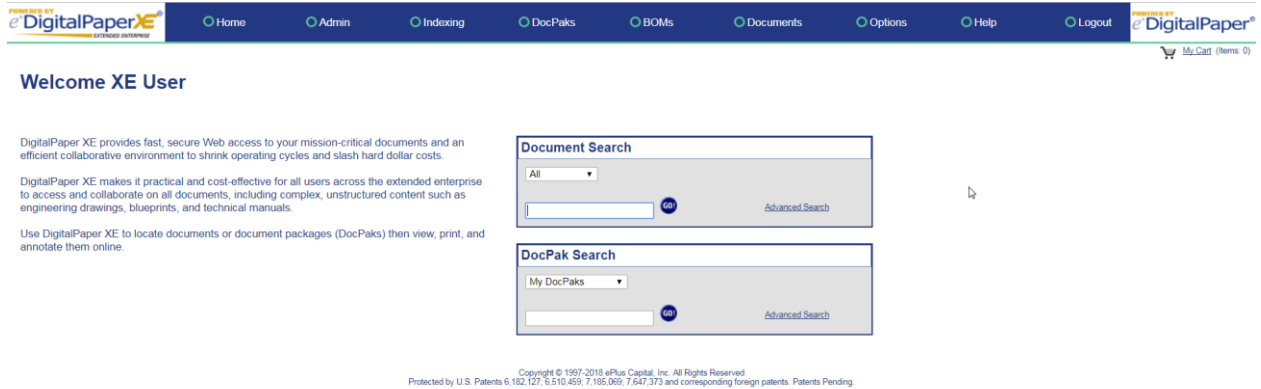 POWERED BY
e DigitalPaper XE®
EXTENDED ENTERPRISE
Home
Admin
Indexing
DocPaks
BOMs
Documents
Options
Help
Logout
POWERED BY
e DigitalPaper®
My Cart (Items: 0)
Welcome XE User
DigitalPaper XE provides fast, secure Web access to your mission-critical documents and an
efficient collaborative environment to shrink operating cycles and slash hard dollar costs.
DigitalPaper XE makes it practical and cost-effective for all users across the extended enterprise
to access and collaborate on all documents, including complex, unstructured content such as
engineering drawings, blueprints, and technical manuals.
Use DigitalPaper XE to locate documents or document packages (DocPaks) then view, print, and
annotate them online.
Document Search
All
GO!
Advanced Search
DocPak Search
My DocPaks
GO!
Advanced Search
Copyright © 1997-2018 ePlus Capital, Inc. All Rights Reserved
Protected by U.S. Patents 6,182,127; 6,510,459; 7,185,069; 7,647,373 and corresponding foreign patents. Patents Pending.